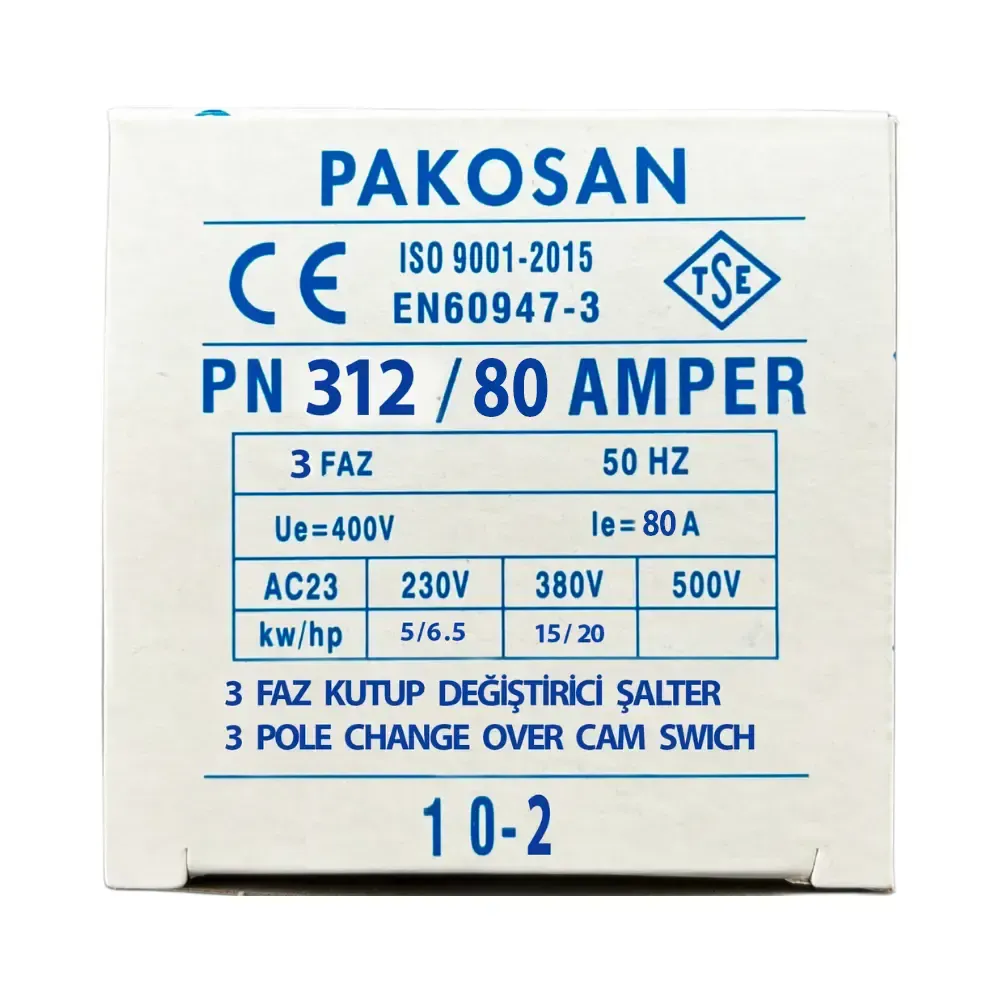 PAKOSAN
CE ISO 9001-2015 TSE
EN60947-3
PN 312 / 80 AMPER
3 FAZ 50 HZ
Ue=400V Ie= 80 A
AC23 230V 380V 500V
kw/hp 5/6.5 15/ 20
3 FAZ KUTUP DEĞİŞTİRİCİ ŞALTER
3 POLE CHANGE OVER CAM SWICH
1 0-2